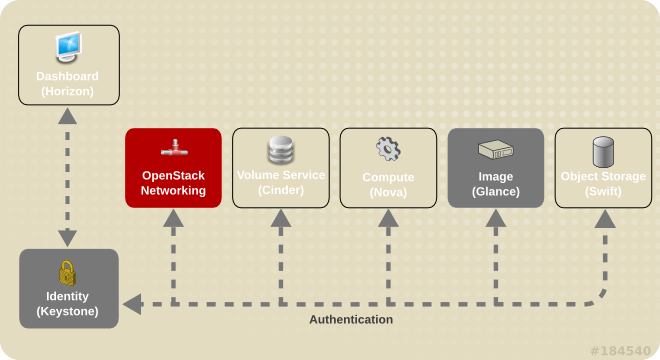 Dashboard
(Horizon)
OpenStack
Networking
Volume Service
(Cinder)
Compute
(Nova)
Image
(Glance)
Object Storage
(Swift)
Identity
(Keystone)
Authentication
#184540